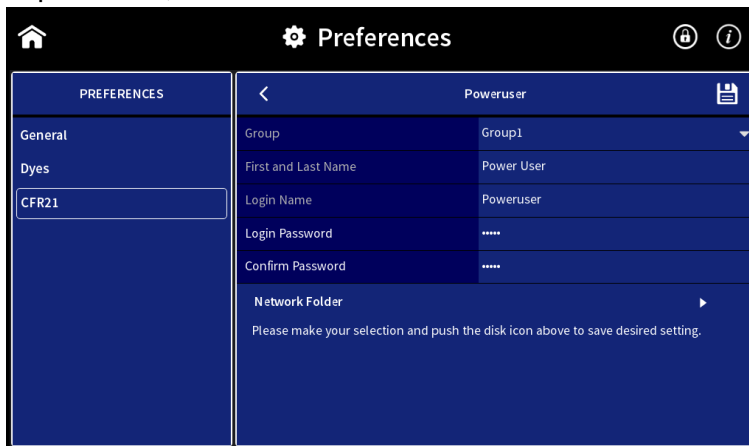 Preferences
PREFERENCES
Poweruser
General
Dyes
CFR21
Group
Group1
First and Last Name
Power User
Login Name
Poweruser
Login Password
•••••
Confirm Password
•••••
Network Folder
Please make your selection and push the disk icon above to save desired setting.